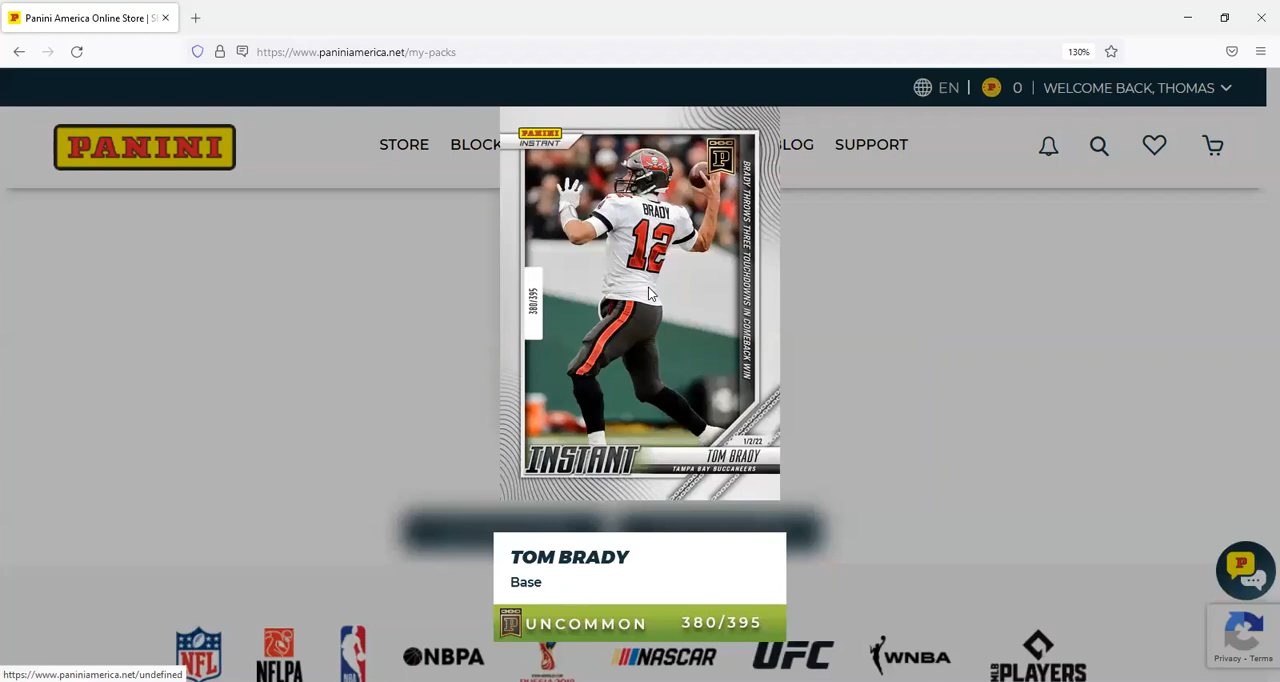 Panini America Online Store | S
https://www.paniniamerica.net/my-packs
130%
EN | P 0 | WELCOME BACK, THOMAS
PANINI
STORE
BLOCK
LOG
SUPPORT
PANINI
INSTANT
P
BRADY THROWS THREE TOUCHDOWNS IN COMEBACK WIN
BRADY
12
380/395
1/2/22
INSTANT
TOM BRADY
TAMPA BAY BUCCANEERS
TOM BRADY
Base
UNCOMMON 380/395
NFL
NFLPA
NBPA
NASCAR
UFC
WNBA
MLB PLAYERS
https://www.paniniamerica.net/undefined
Privacy - Terms